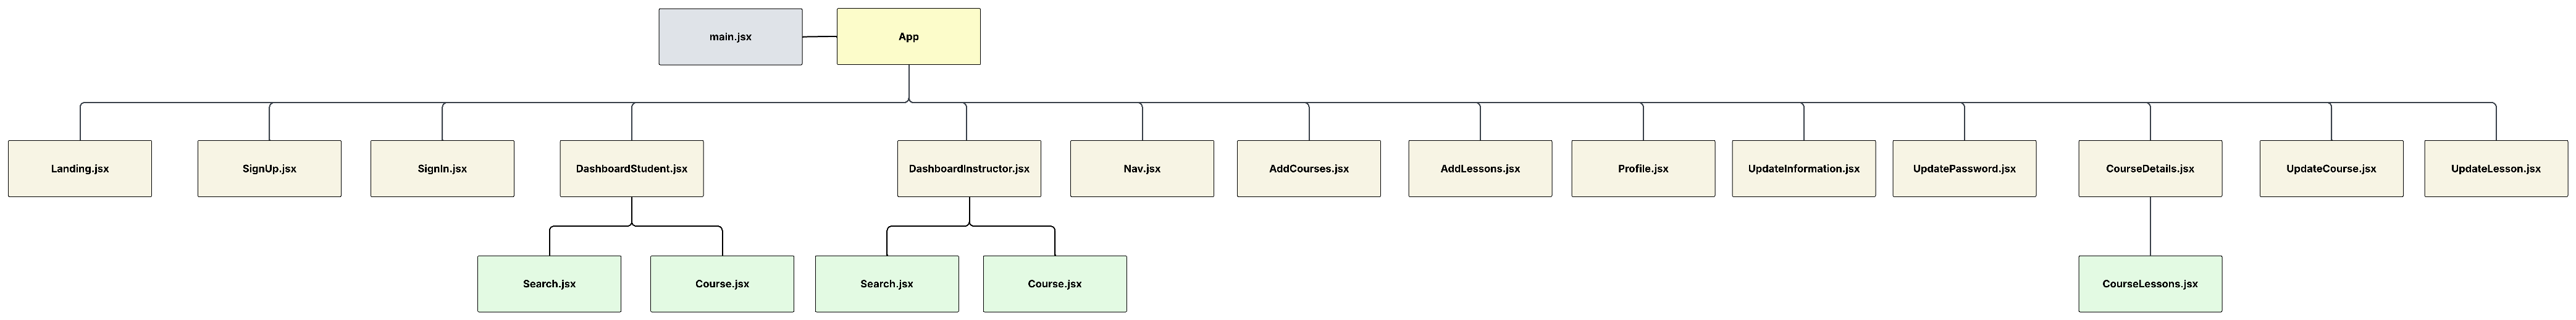 main.jsx
App
Landing.jsx
SignUp.jsx
SignIn.jsx
DashboardStudent.jsx
DashboardInstructor.jsx
Nav.jsx
AddCourses.jsx
AddLessons.jsx
Profile.jsx
UpdateInformation.jsx
UpdatePassword.jsx
CourseDetails.jsx
UpdateCourse.jsx
UpdateLesson.jsx
Search.jsx
Course.jsx
Search.jsx
Course.jsx
CourseLessons.jsx